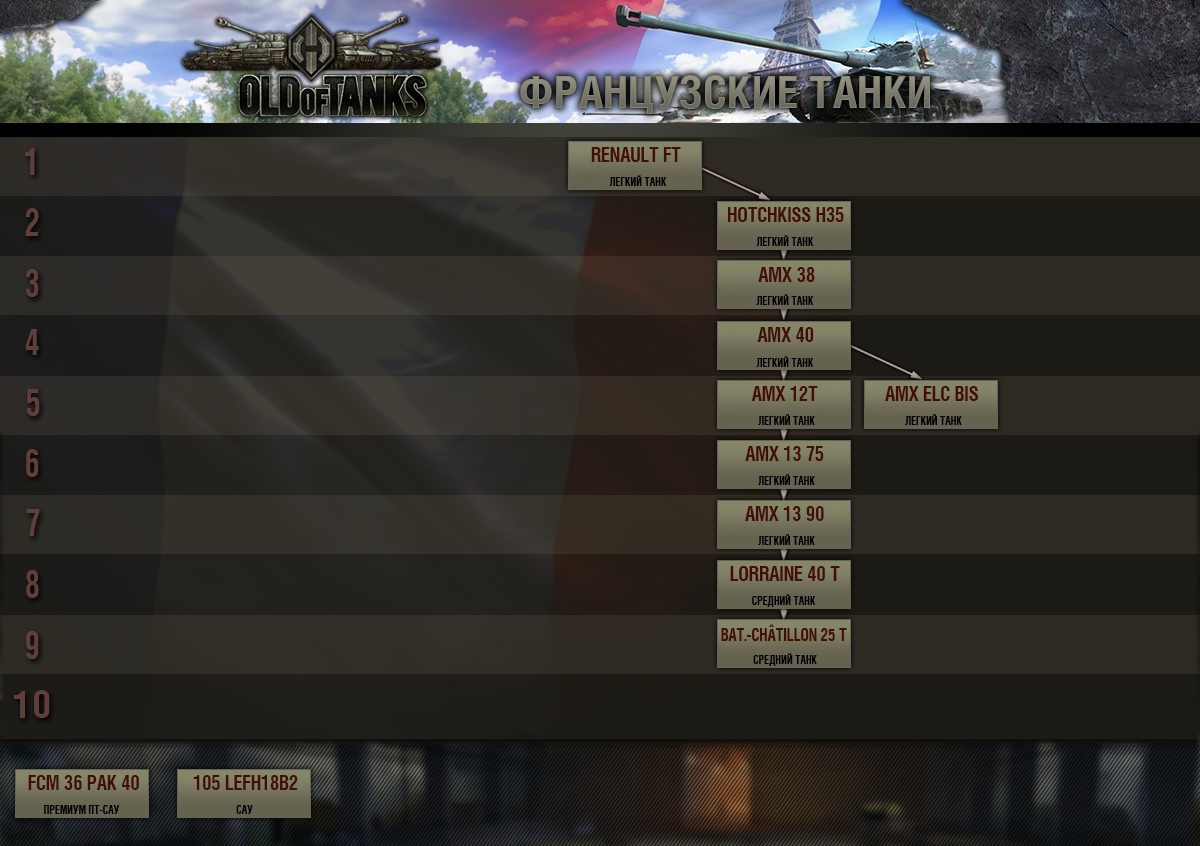 OLDOFTANKS
ФРАНЦУЗСКИЕ ТАНКИ
1
RENAULT FT
ЛЕГКИЙ ТАНК
2
HOTCHKISS H35
ЛЕГКИЙ ТАНК
3
AMX 38
ЛЕГКИЙ ТАНК
4
AMX 40
ЛЕГКИЙ ТАНК
5
AMX 12T
ЛЕГКИЙ ТАНК
AMX ELC BIS
ЛЕГКИЙ ТАНК
6
AMX 13 75
ЛЕГКИЙ ТАНК
7
AMX 13 90
ЛЕГКИЙ ТАНК
8
LORRAINE 40 T
СРЕДНИЙ ТАНК
9
BAT.-CHÂTILLON 25 T
СРЕДНИЙ ТАНК
10
FCM 36 PAK 40
ПРЕМИУМ ПТ-САУ
105 LEFH18B2
САУ